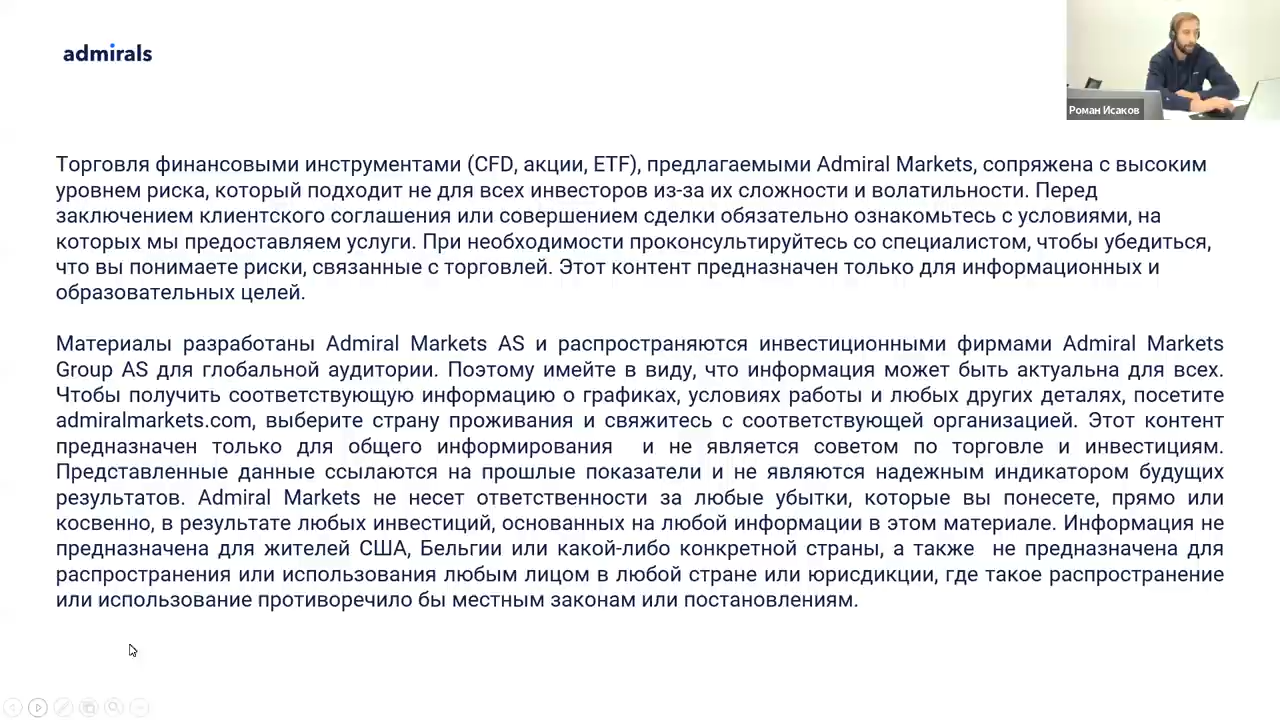 admirals
Роман Исаков
Торговля финансовыми инструментами (CFD, акции, ETF), предлагаемыми Admiral Markets, сопряжена с высоким
уровнем риска, который подходит не для всех инвесторов из-за их сложности и волатильности. Перед
заключением клиентского соглашения или совершением сделки обязательно ознакомьтесь с условиями, на
которых мы предоставляем услуги. При необходимости проконсультируйтесь со специалистом, чтобы убедиться,
что вы понимаете риски, связанные с торговлей. Этот контент предназначен только для информационных и
образовательных целей.
Материалы разработаны Admiral Markets AS и распространяются инвестиционными фирмами Admiral Markets
Group AS для глобальной аудитории. Поэтому имейте в виду, что информация может быть актуальна для всех.
Чтобы получить соответствующую информацию о графиках, условиях работы и любых других деталях, посетите
admiralmarkets.com, выберите страну проживания и свяжитесь с соответствующей организацией. Этот контент
предназначен только для общего информирования и не является советом по торговле и инвестициям.
Представленные данные ссылаются на прошлые показатели и не являются надежным индикатором будущих
результатов. Admiral Markets не несет ответственности за любые убытки, которые вы понесете, прямо или
косвенно, в результате любых инвестиций, основанных на любой информации в этом материале. Информация не
предназначена для жителей США, Бельгии или какой-либо конкретной страны, а также не предназначена для
распространения или использования любым лицом в любой стране или юрисдикции, где такое распространение
или использование противоречило бы местным законам или постановлениям.